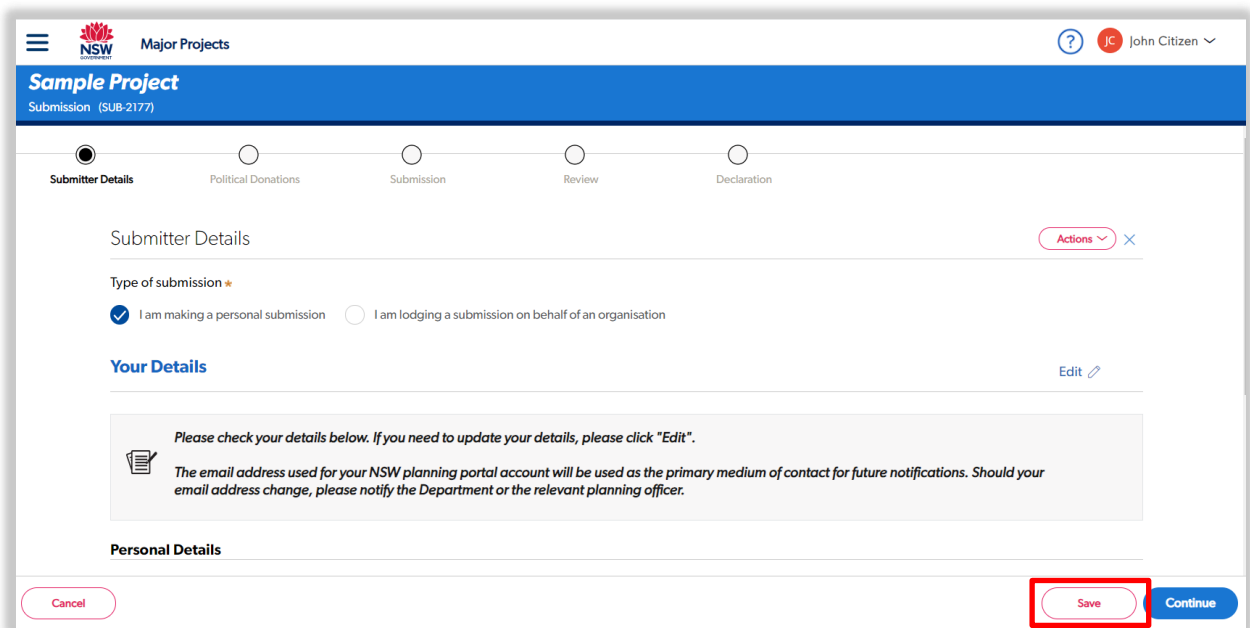 NSW
GOVERNMENT
Major Projects
?
JC
John Citizen
Sample Project
Submission (SUB-2177)
Submitter Details
Political Donations
Submission
Review
Declaration
Submitter Details
Actions
Type of submission *
I am making a personal submission
I am lodging a submission on behalf of an organisation
Your Details
Edit
Please check your details below. If you need to update your details, please click "Edit".
The email address used for your NSW planning portal account will be used as the primary medium of contact for future notifications. Should your
email address change, please notify the Department or the relevant planning officer.
Personal Details
Cancel
Save
Continue